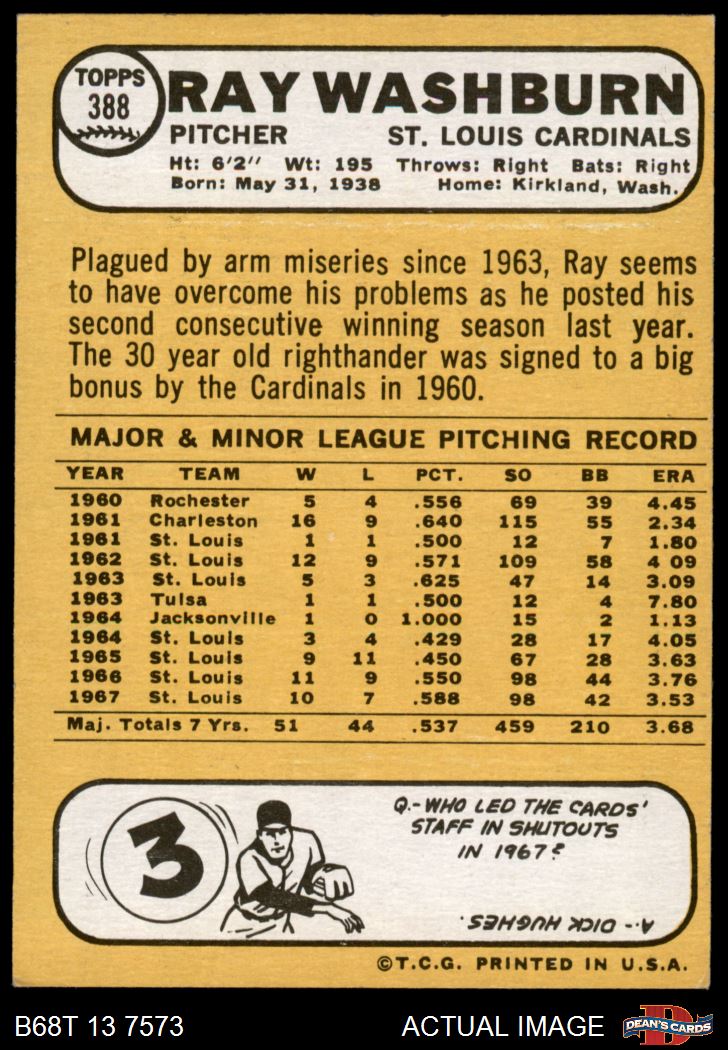 TOPPS
388
RAY WASHBURN
PITCHER ST. LOUIS CARDINALS
Ht: 6'2" Wt: 195 Throws: Right Bats: Right
Born: May 31, 1938 Home: Kirkland, Wash.
Plagued by arm miseries since 1963, Ray seems
to have overcome his problems as he posted his
second consecutive winning season last year.
The 30 year old righthander was signed to a big
bonus by the Cardinals in 1960.
MAJOR & MINOR LEAGUE PITCHING RECORD
YEAR TEAM W L PCT. SO BB ERA
1960 Rochester 5 4 .556 69 39 4.45
1961 Charleston 16 9 .640 115 55 2.34
1961 St. Louis 1 1 .500 12 7 1.80
1962 St. Louis 12 9 .571 109 58 4 09
1963 St. Louis 5 3 .625 47 14 3.09
1963 Tulsa 1 1 .500 12 4 7.80
1964 Jacksonville 1 0 1.000 15 2 1.13
1964 St. Louis 3 4 .429 28 17 4.05
1965 St. Louis 9 11 .450 67 28 3.63
1966 St. Louis 11 9 .550 98 44 3.76
1967 St. Louis 10 7 .588 98 42 3.53
Maj. Totals 7 Yrs. 51 44 .537 459 210 3.68
3
Q.-WHO LED THE CARDS'
STAFF IN SHUTOUTS
IN 1967?
A.-DICK HUGHES.
©T.C.G. PRINTED IN U.S.A.
B68T 13 7573 ACTUAL IMAGE D DEAN'S CARDS